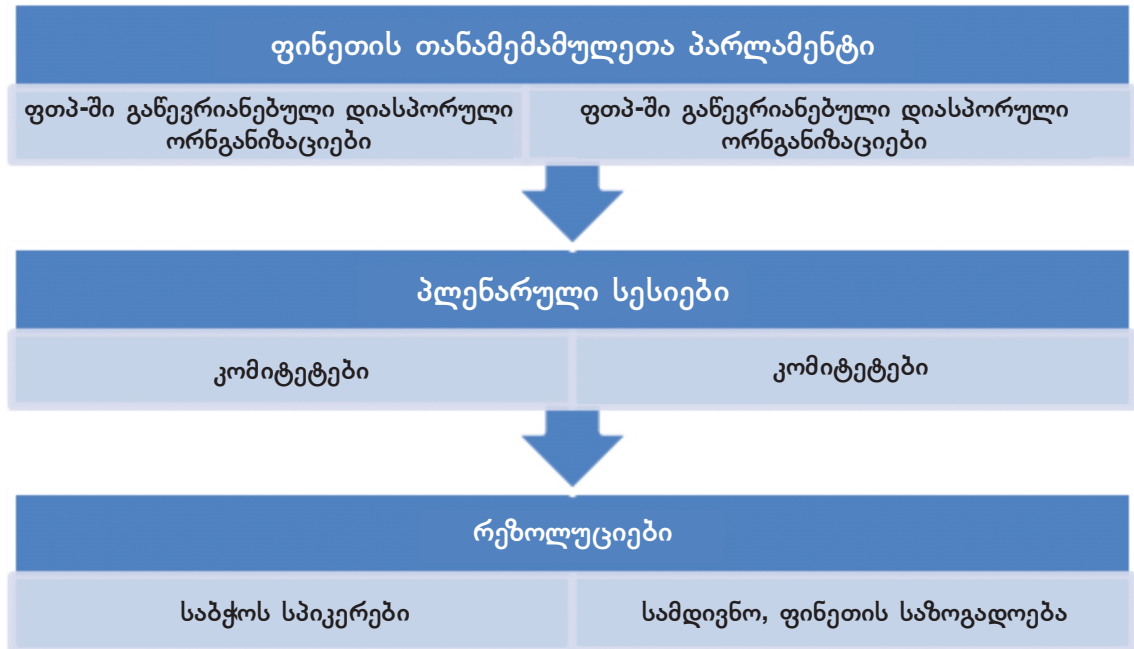 ფინეთის თანამემამულეთა პარლამენტი
ფთპ-ში გაწევრიანებული დიასპორული
ორნგანიზაციები
ფთპ-ში გაწევრიანებული დიასპორული
ორნგანიზაციები
პლენარული სესიები
კომიტეტები
კომიტეტები
რეზოლუციები
საბჭოს სპიკერები
სამდივნო, ფინეთის საზოგადოება